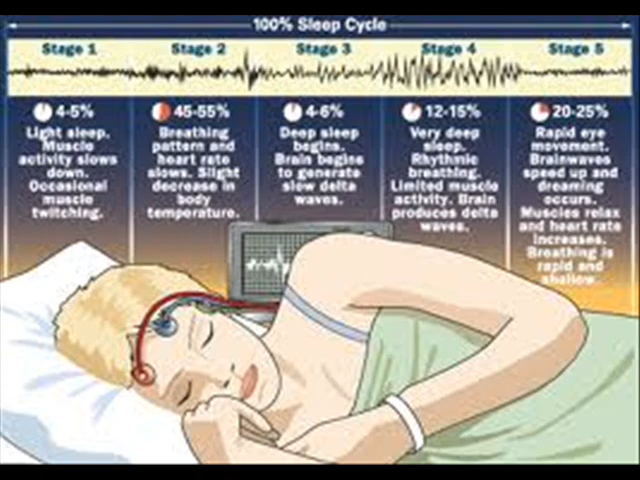 100% Sleep Cycle
Stage 1
Stage 2
Stage 3
Stage 4
Stage 5
4-5%
Light sleep.
Muscle
activity slows
down.
Occasional
muscle
twitching.
45-55%
Breathing
pattern and
heart rate
slows. Slight
decrease in
body
temperature.
4-6%
Deep sleep
begins.
Brain begins
to generate
slow delta
waves.
12-15%
Very deep
sleep.
Rhythmic
breathing.
Limited muscle
activity. Brain
produces delta
waves.
20-25%
Rapid eye
movement.
Brainwaves
speed up and
dreaming
occurs.
Muscles relax
and heart rate
increases.
Breathing is
rapid and
shallow.